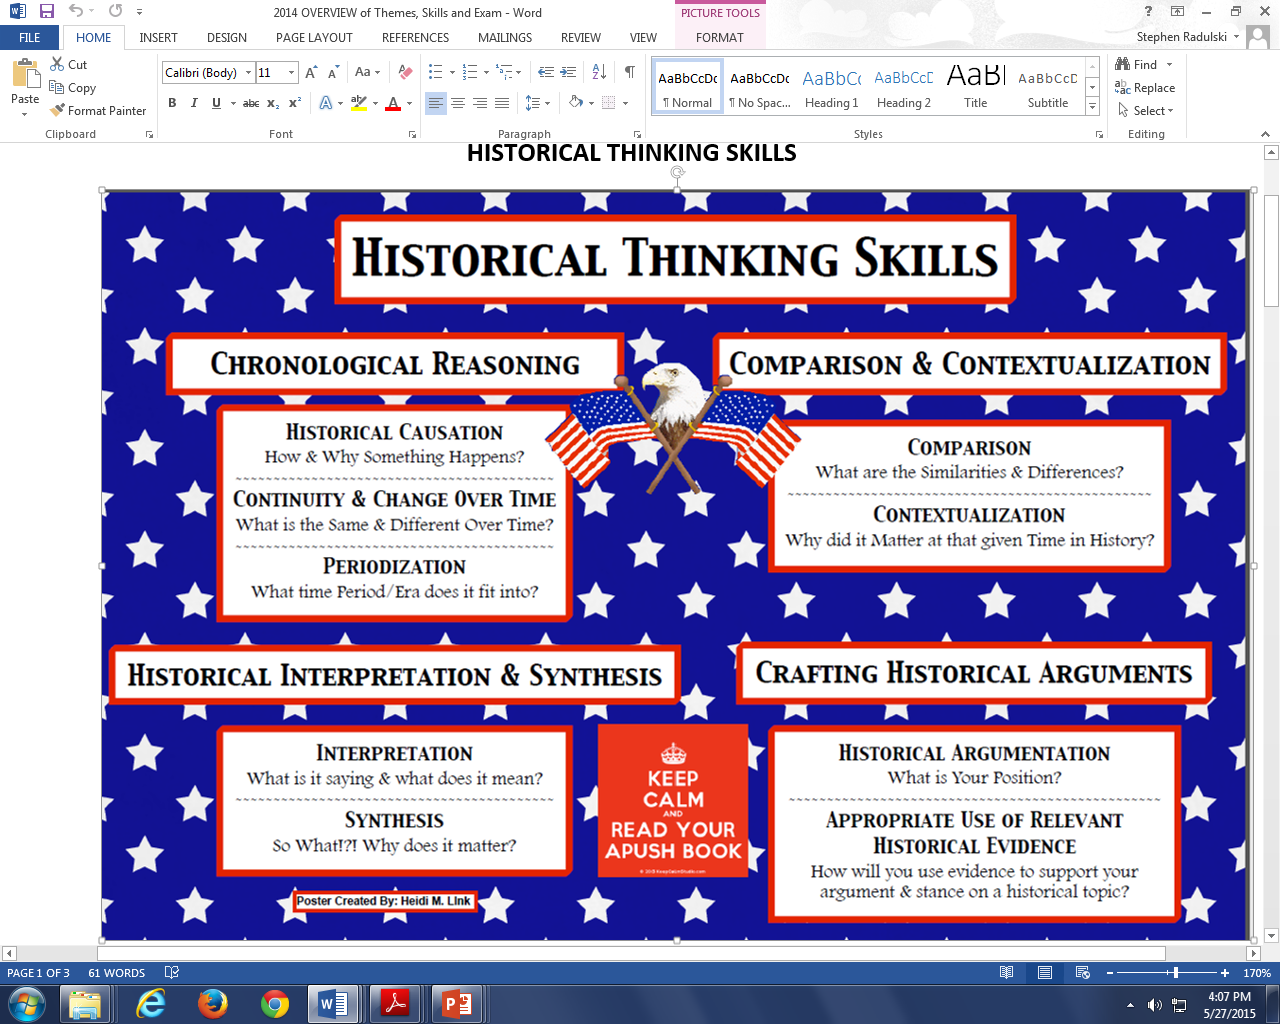 2014 OVERVIEW of Themes, Skills and Exam - Word
PICTURE TOOLS
?
FILE
HOME
INSERT
DESIGN
PAGE LAYOUT
REFERENCES
MAILINGS
REVIEW
VIEW
FORMAT
Stephen Radulski
Paste
Cut
Copy
Format Painter
Clipboard
Calibri (Body)
11
Aa
B I U abc x₂ x²
Font
Paragraph
AaBbCcDc
¶ Normal
AaBbCcDc
¶ No Spac...
AaBbCc
Heading 1
AaBbCcD
Heading 2
AaBl
Title
AaBbCcD
Subtitle
Styles
Find
Replace
Select
Editing
HISTORICAL THINKING SKILLS
HISTORICAL THINKING SKILLS
CHRONOLOGICAL REASONING
HISTORICAL CAUSATION
How & Why Something Happens?
CONTINUITY & CHANGE OVER TIME
What is the Same & Different Over Time?
PERIODIZATION
What time Period/Era does it fit into?
COMPARISON & CONTEXTUALIZATION
COMPARISON
What are the Similarities & Differences?
CONTEXTUALIZATION
Why did it Matter at that given Time in History?
HISTORICAL INTERPRETATION & SYNTHESIS
INTERPRETATION
What is it saying & what does it mean?
SYNTHESIS
So What!?! Why does it matter?
Poster Created By: Heidi M. Link
KEEP
CALM
AND
READ YOUR
APUSH BOOK
© 2013 KeepCalmStudio.com
CRAFTING HISTORICAL ARGUMENTS
HISTORICAL ARGUMENTATION
What is Your Position?
APPROPRIATE USE OF RELEVANT
HISTORICAL EVIDENCE
How will you use evidence to support your
argument & stance on a historical topic?
PAGE 1 OF 3
61 WORDS
170%
4:07 PM
5/27/2015